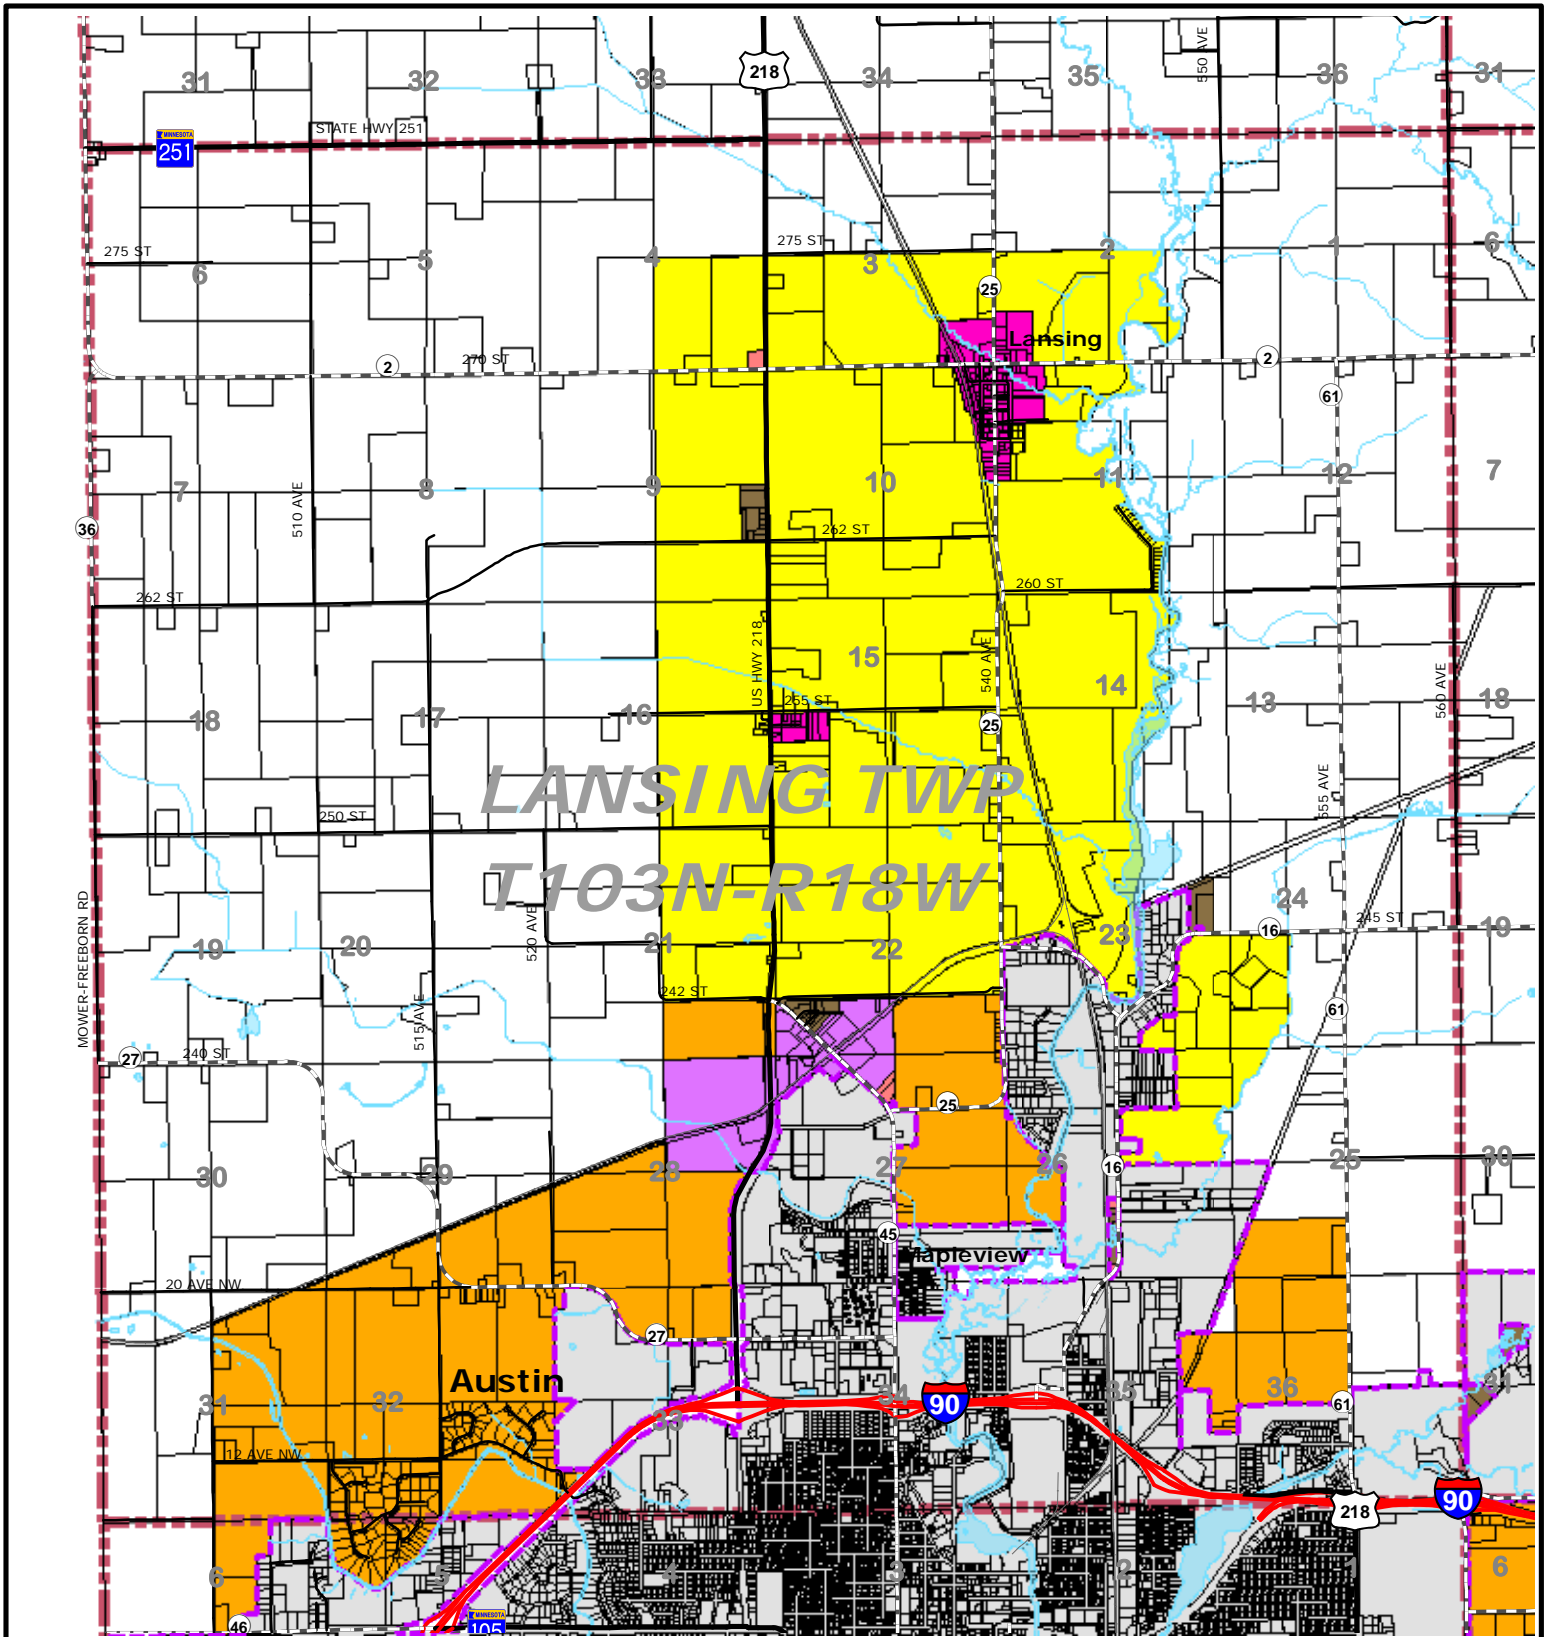 31
32
33
218
34
35
550 AVE
36
31
MINNESOTA
251
STATE HWY 251
275 ST
6
5
4
275 ST
3
2
1
6
25
Lansing
2
270 ST
2
61
7
8
9
10
11
12
7
36
510 AVE
262 ST
262 ST
260 ST
US HWY 218
15
540 AVE
14
560 AVE
18
17
16
255 ST
25
13
18
LANSING TWP
250 ST
555 AVE
T103N-R18W
MOWER-FREEBORN RD
24
19
20
520 AVE
21
22
23
16
245 ST
19
242 ST
515 AVE
61
27
240 ST
25
30
29
28
27
26
16
25
30
45
Mapleview
20 AVE NW
27
Austin
31
32
33
34
90
35
36
61
31
12 AVE NW
218
90
6
5
4
3
2
1
6
46
MINNESOTA
105